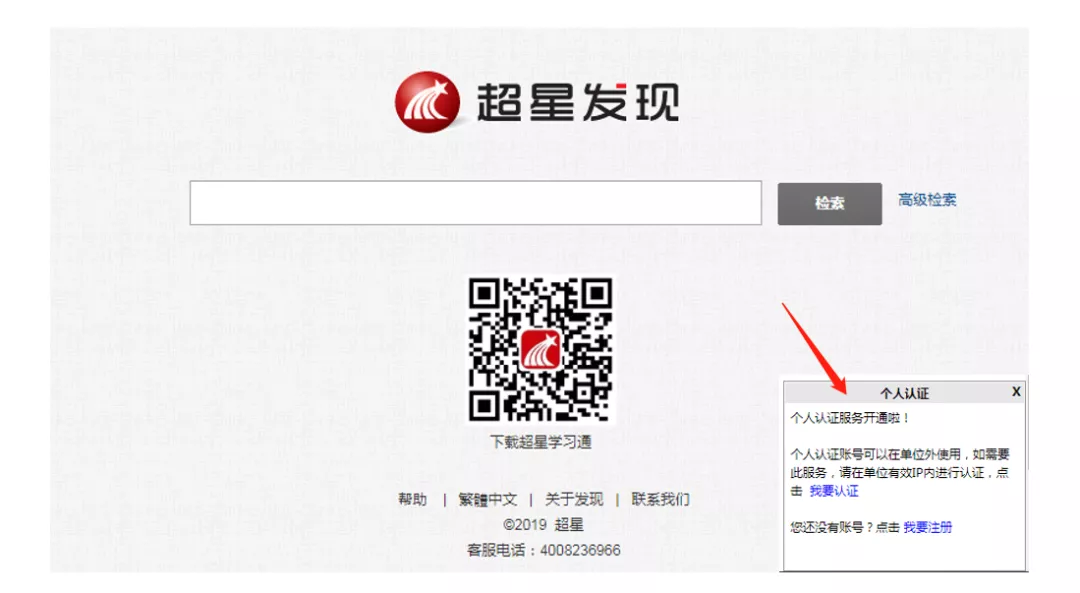 超星发现
检索
高级检索
下载超星学习通
帮助 | 繁體中文 | 关于发现 | 联系我们
©2019 超星
客服电话：4008236966
个人认证 X
个人认证服务开通啦！
个人认证账号可以在单位外使用，如需要
此服务，请在单位有效IP内进行认证，点
击 我要认证
您还没有账号？点击 我要注册